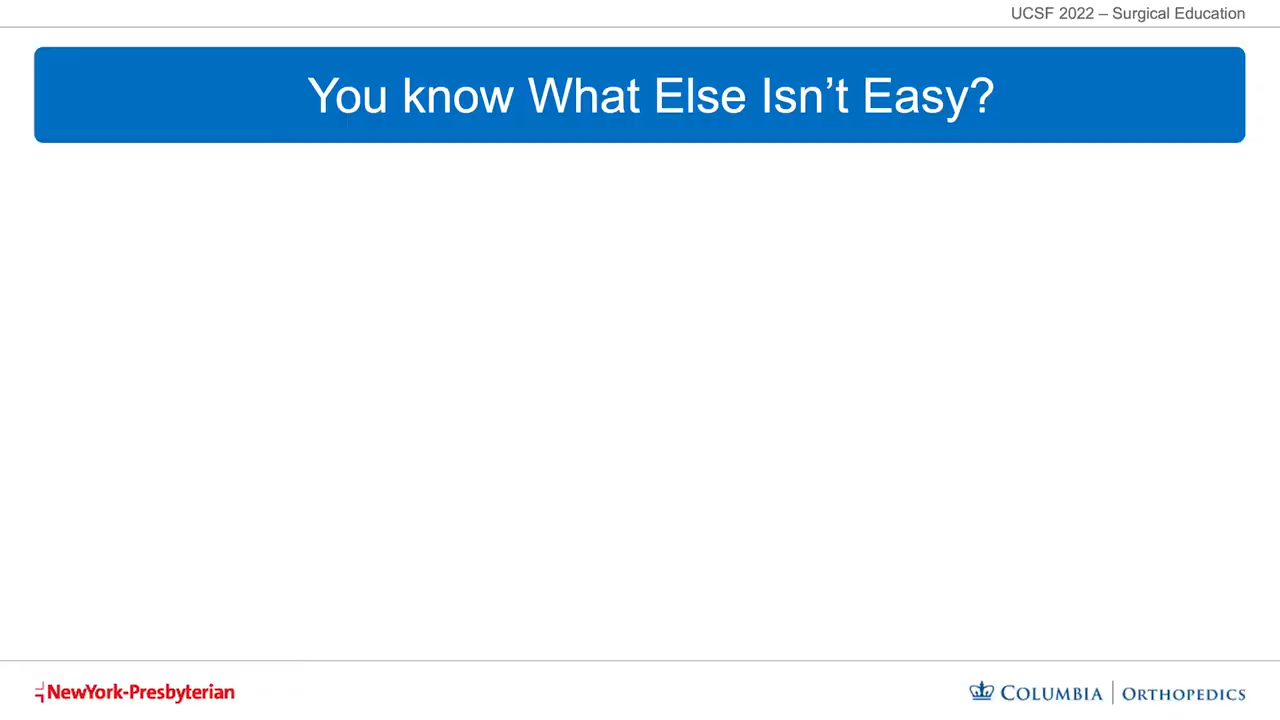 UCSF 2022 – Surgical Education
You know What Else Isn’t Easy?
NewYork-Presbyterian
COLUMBIA | ORTHOPEDICS